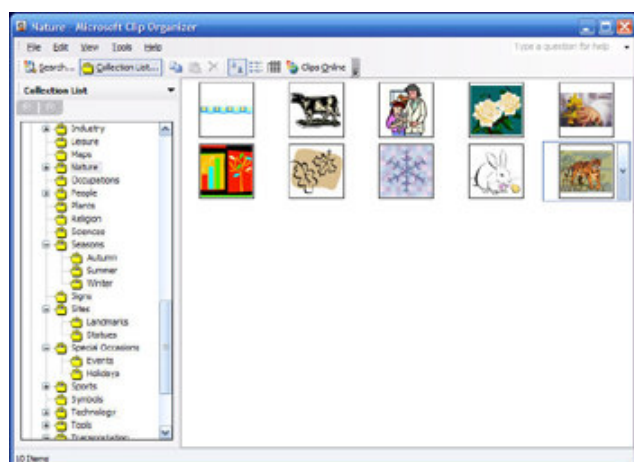 Nature - Microsoft Clip Organizer
File Edit View Tools Help
Type a question for help
Search... Collection List... Clips Online
Collection List
Industry
Leisure
Maps
Nature
Occupations
People
Plants
Religion
Sciences
Seasons
Autumn
Summer
Winter
Signs
Sites
Landmarks
Statues
Special Occasions
Events
Holidays
Sports
Symbols
Technology
Tools
Transportation
10 Items